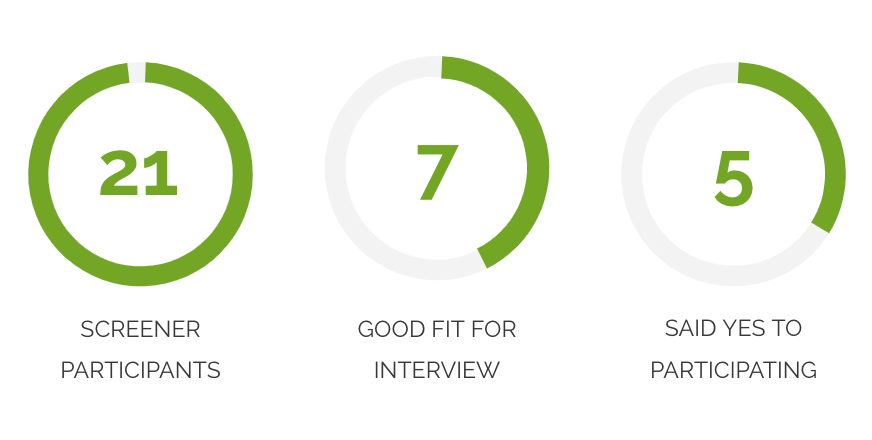 21
SCREENER
PARTICIPANTS
7
GOOD FIT FOR
INTERVIEW
5
SAID YES TO
PARTICIPATING